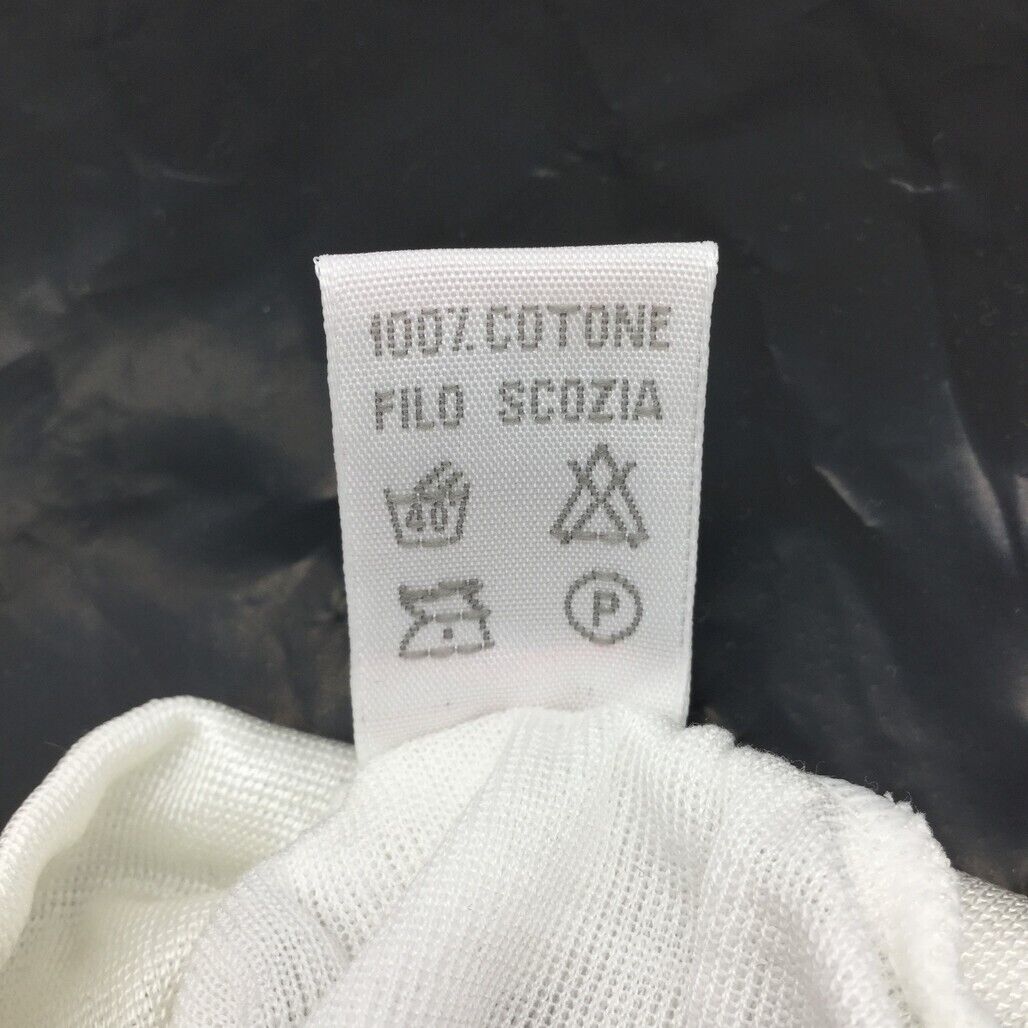 100% COTONE
FILO SCOZIA
40°
P